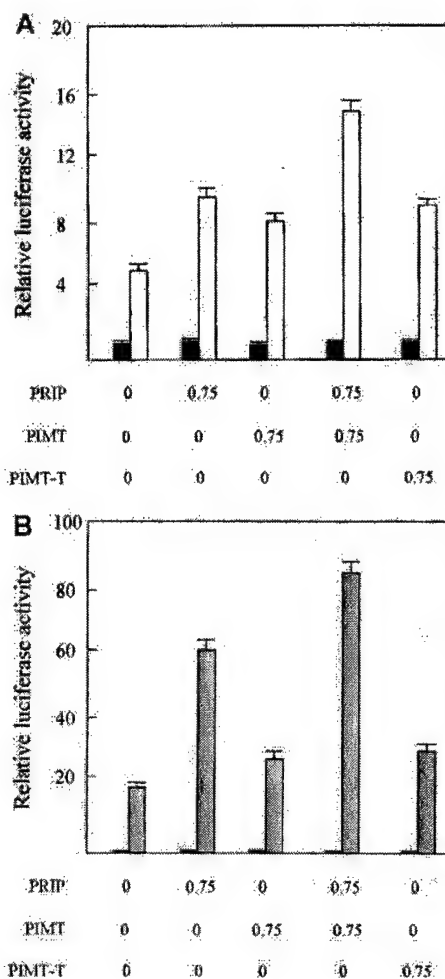 A
20
16
12
8
4
Relative luciferase activity
PRIP 0 0.75 0 0.75 0
PIMT 0 0 0.75 0.75 0
PIMT-T 0 0 0 0 0.75
B
100
80
60
40
20
Relative luciferase activity
PRIP 0 0.75 0 0.75 0
PIMT 0 0 0.75 0.75 0
PIMT-T 0 0 0 0 0.75